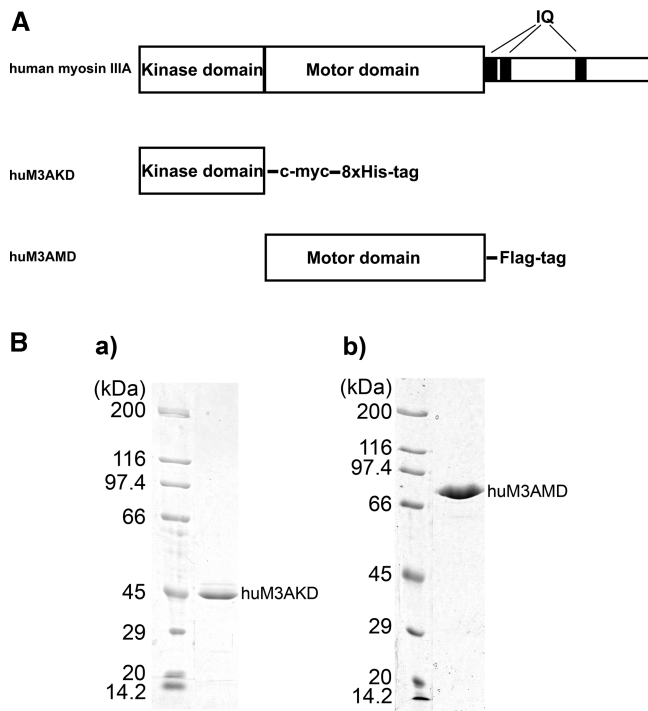 A
IQ
human myosin IIIA
Kinase domain
Motor domain
huM3AKD
Kinase domain
c-myc
8xHis-tag
huM3AMD
Motor domain
Flag-tag
B
a)
(kDa)
200
116
97.4
66
45
29
20
14.2
huM3AKD
b)
(kDa)
200
116
97.4
66
45
29
20
14.2
huM3AMD